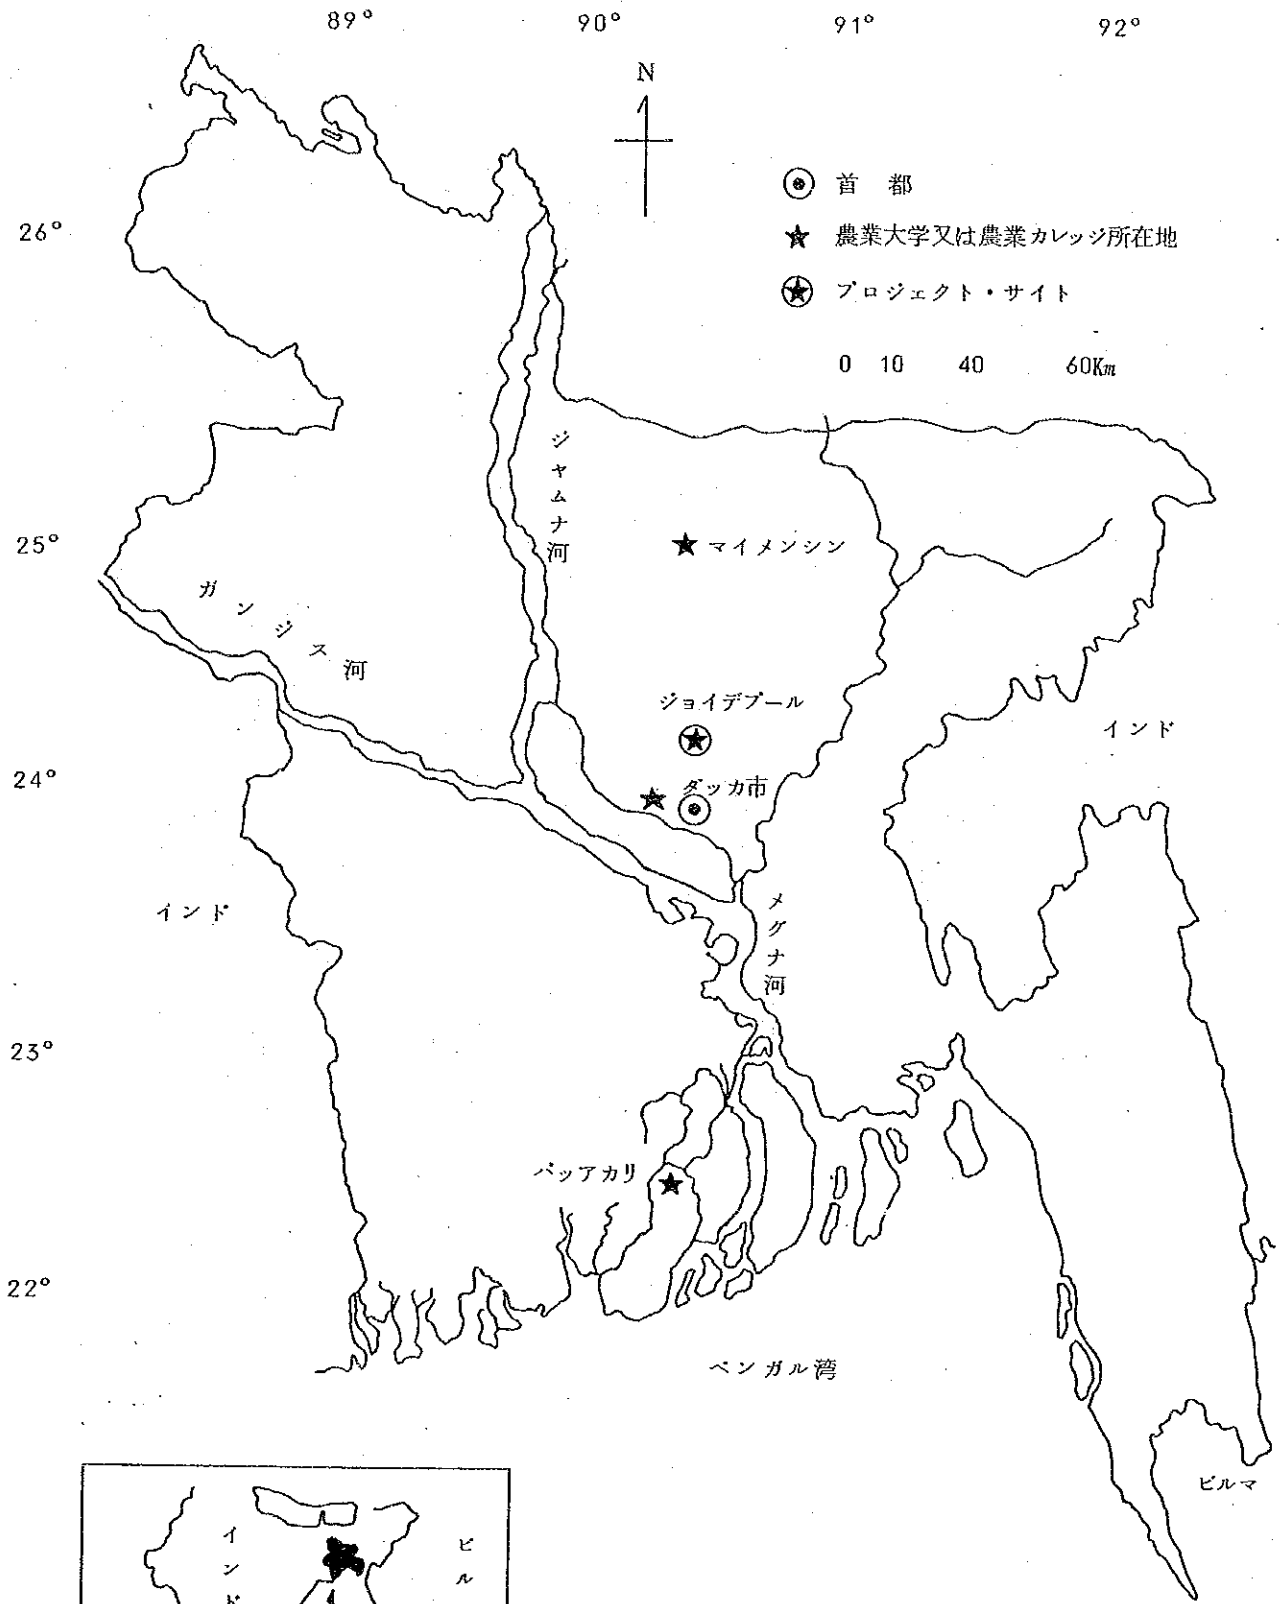 89° 90° 91° 92°
N
首 都
農業大学又は農業カレッジ所在地
プロジェクト・サイト
0 10 40 60Km
26°
ジャムナ河
25°
マイメンシン
ガンジス河
ジョイデプール
インド
24°
ダッカ市
インド
メグナ河
23°
パッアカリ
22°
ベンガル湾
ビルマ
インド
ビル